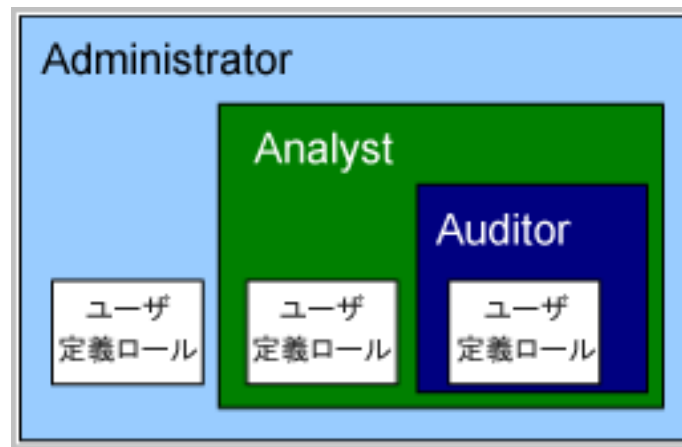 Administrator
Analyst
Auditor
ユーザ
定義ロール
ユーザ
定義ロール
ユーザ
定義ロール